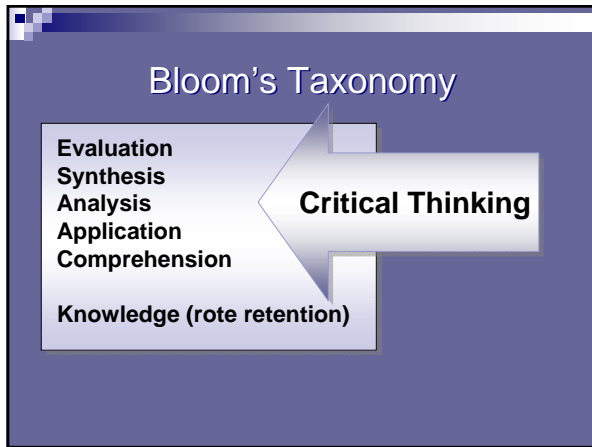 Bloom's Taxonomy
Evaluation
Synthesis
Analysis
Application
Comprehension
Knowledge (rote retention)
Critical Thinking